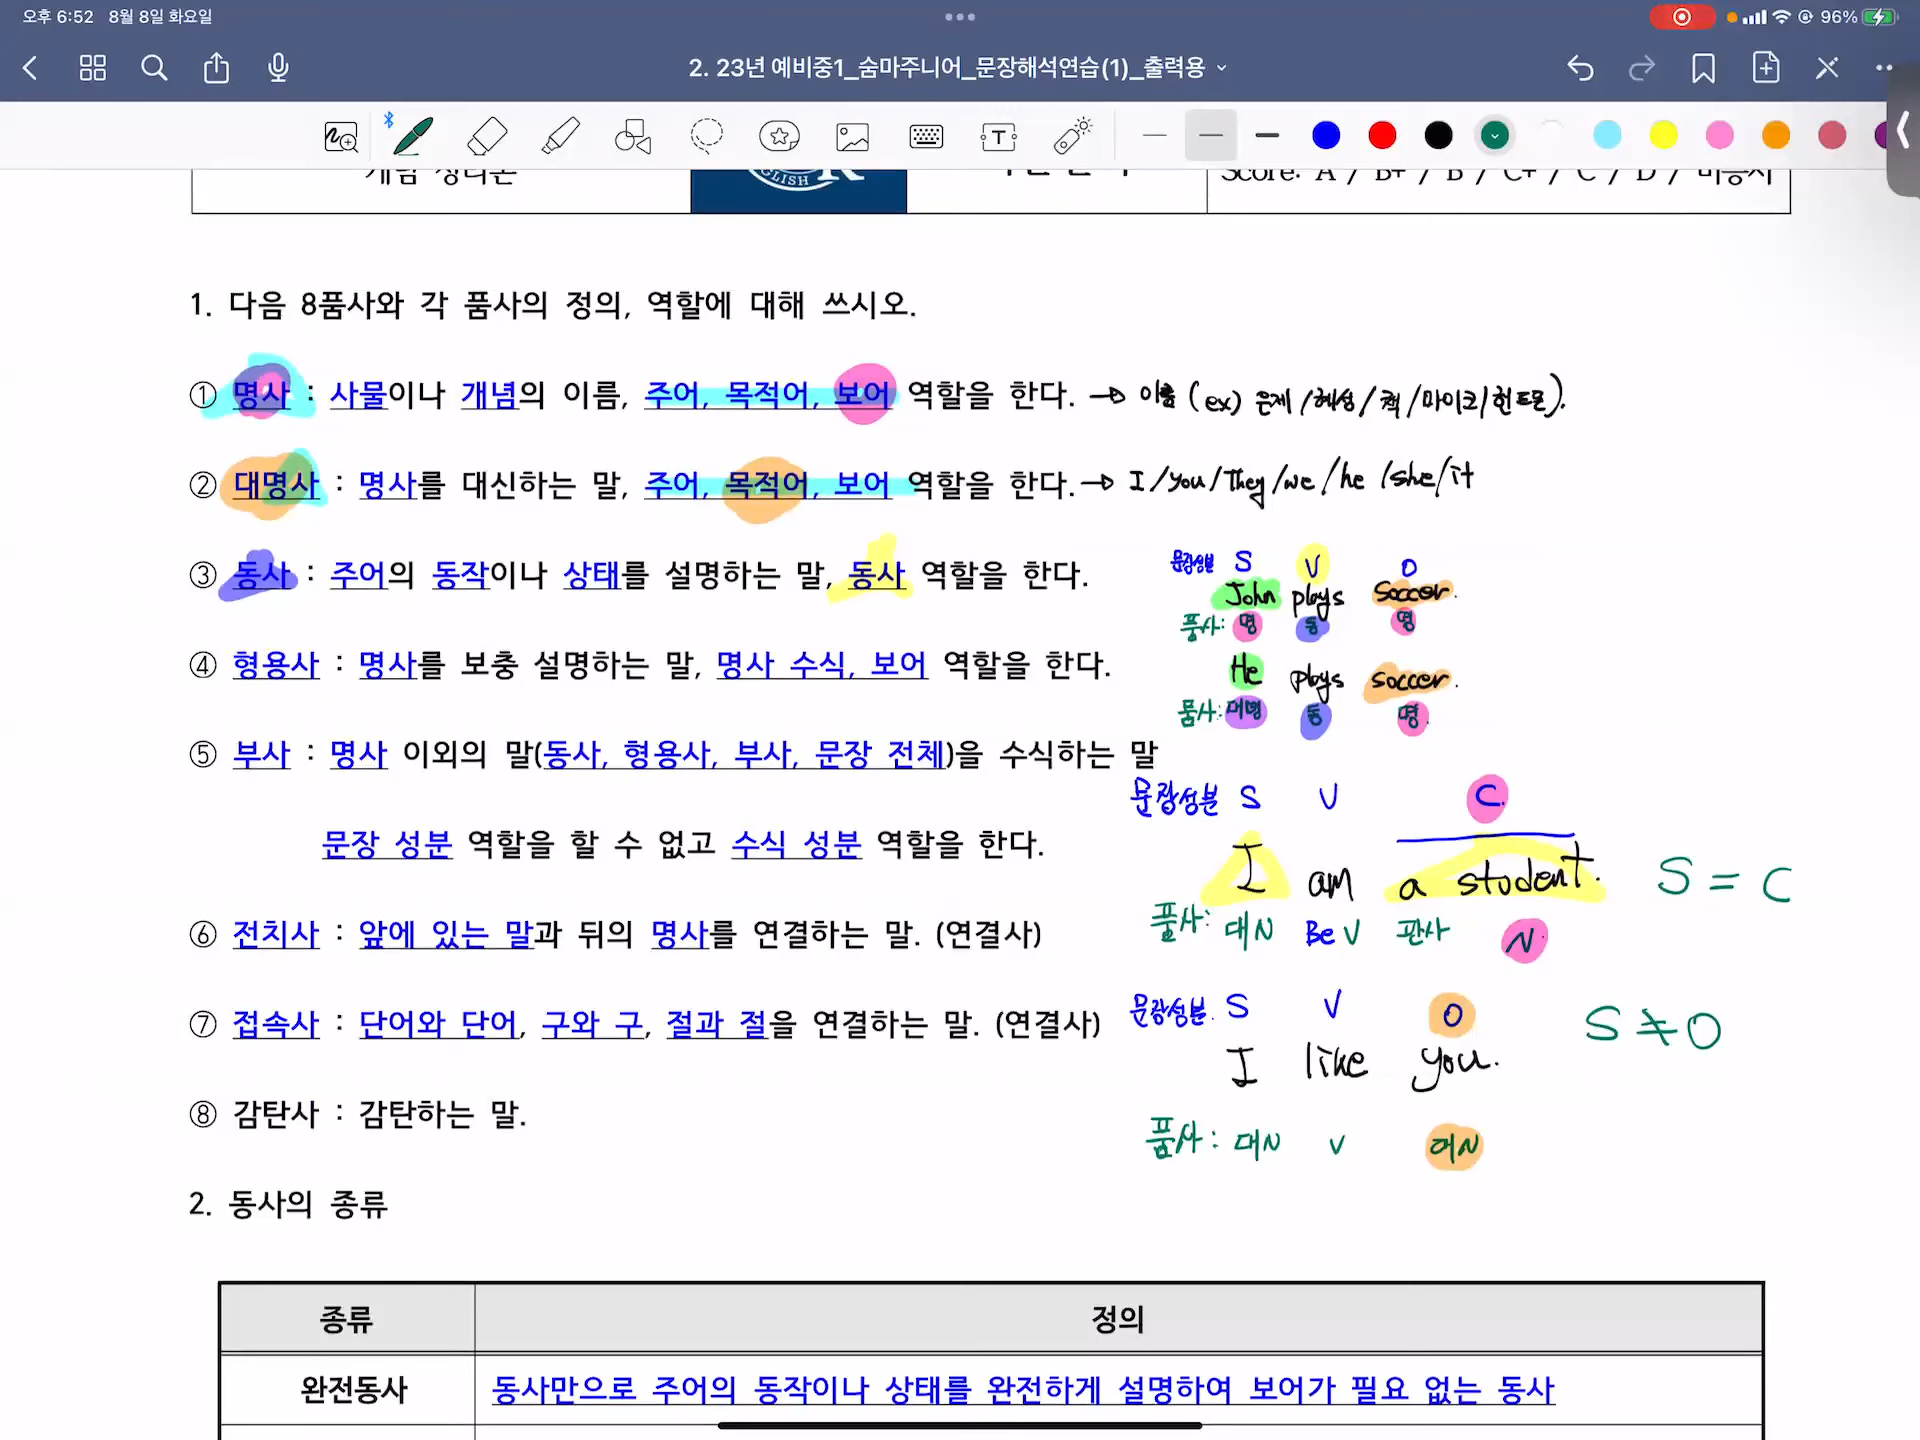 오후 6:52 8월 8일 화요일
96%
2. 23년 예비중1_숨마주니어_문장해석연습(1)_출력용
T
개념 정리본
GLISH
Score: A / B+ / B / C+ / C / D / 미응시
1. 다음 8품사와 각 품사의 정의, 역할에 대해 쓰시오.
① 명사 : 사물이나 개념의 이름, 주어, 목적어, 보어 역할을 한다. → 이름 (ex) 은제/혜성/책/마이크/핸드폰).
② 대명사 : 명사를 대신하는 말, 주어, 목적어, 보어 역할을 한다. → I/you/They/we/he/she/it
③ 동사 : 주어의 동작이나 상태를 설명하는 말, 동사 역할을 한다.
문장성분 S V O
John plays soccer.
품사: 명 동 명
④ 형용사 : 명사를 보충 설명하는 말, 명사 수식, 보어 역할을 한다.
He plays soccer.
품사: 대명 동 명
⑤ 부사 : 명사 이외의 말(동사, 형용사, 부사, 문장 전체)을 수식하는 말
문장 성분 역할을 할 수 없고 수식 성분 역할을 한다.
문장성분 S V C
I am a student. S = C
품사: 대N Be V 관사 N
⑥ 전치사 : 앞에 있는 말과 뒤의 명사를 연결하는 말. (연결사)
⑦ 접속사 : 단어와 단어, 구와 구, 절과 절을 연결하는 말. (연결사)
문장성분. S V O
I like you. S ≠ O
품사: 대N V 대N
⑧ 감탄사 : 감탄하는 말.
2. 동사의 종류
종류 정의
완전동사 동사만으로 주어의 동작이나 상태를 완전하게 설명하여 보어가 필요 없는 동사